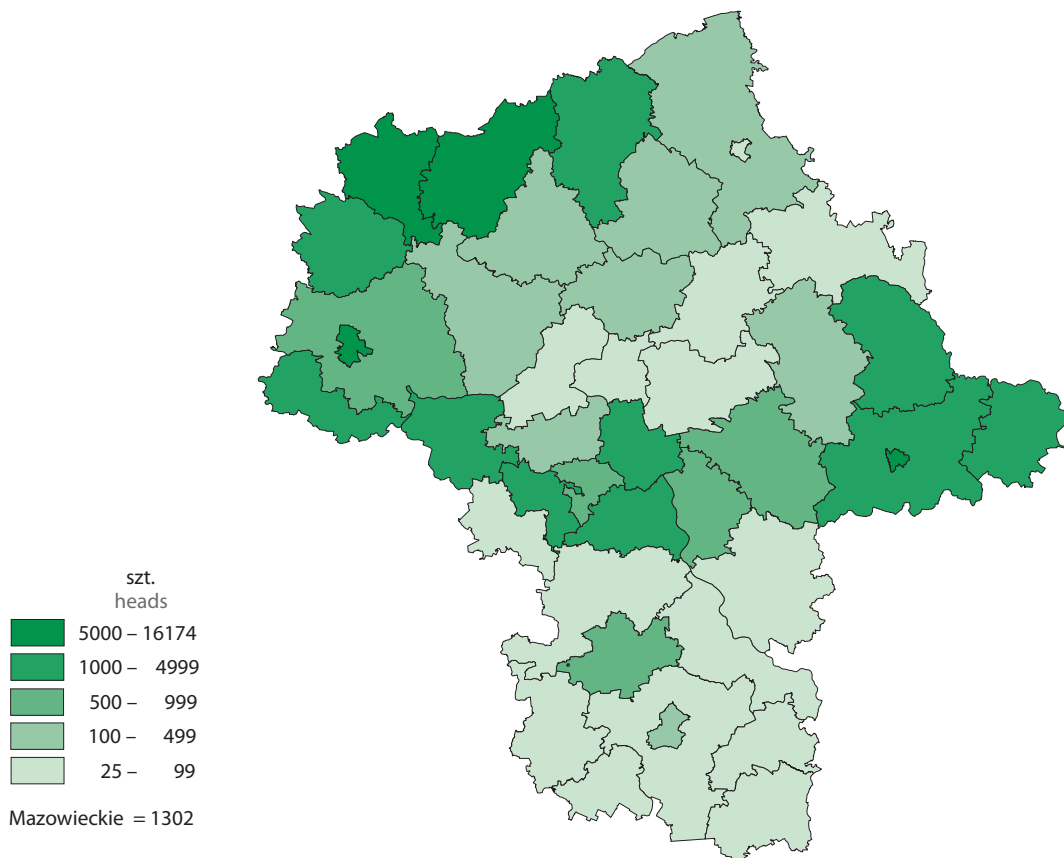 szt.
heads
5000 – 16174
1000 – 4999
500 – 999
100 – 499
25 – 99
Mazowieckie = 1302